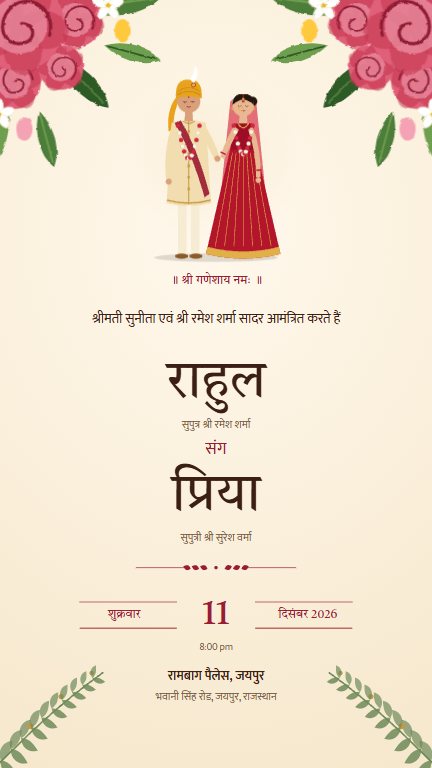 ॥ श्री गणेशाय नमः ॥
श्रीमती सुनीता एवं श्री रमेश शर्मा सादर आमंत्रित करते हैं
राहुल
सुपुत्र श्री रमेश शर्मा
संग
प्रिया
सुपुत्री श्री सुरेश वर्मा
शुक्रवार 11 दिसंबर 2026
8:00 pm
रामबाग पैलेस, जयपुर
भवानी सिंह रोड, जयपुर, राजस्थान